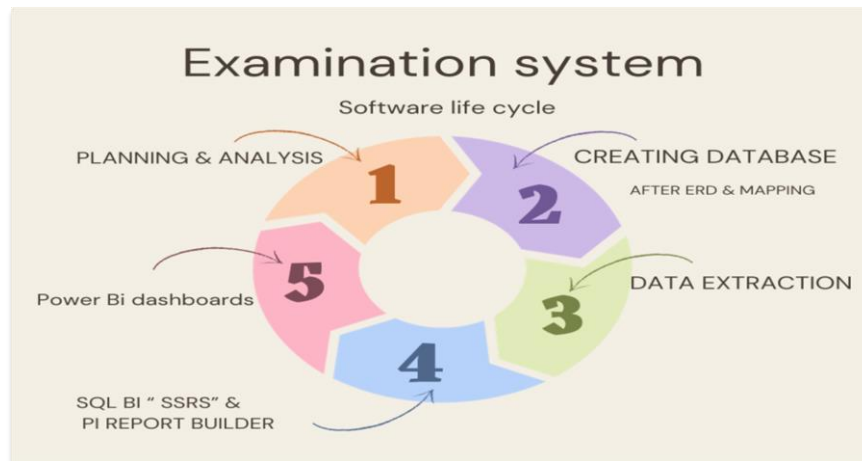 Examination system
Software life cycle
PLANNING & ANALYSIS
1
2
CREATING DATABASE
AFTER ERD & MAPPING
3
DATA EXTRACTION
4
SQL BI “ SSRS” &
PI REPORT BUILDER
5
Power Bi dashboards